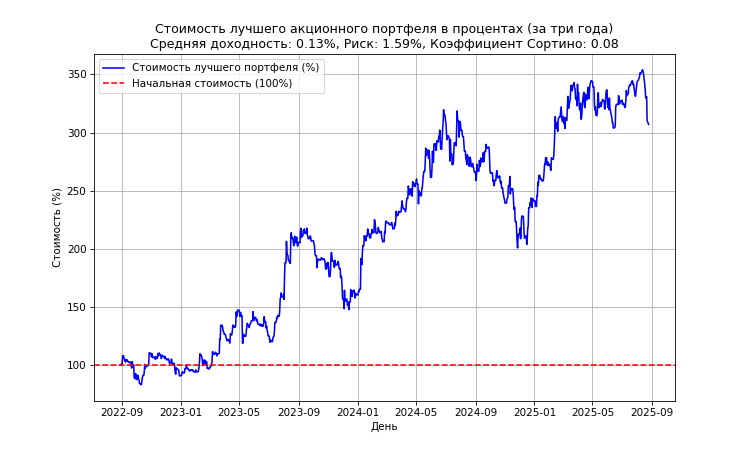 Стоимость лучшего акционного портфеля в процентах (за три года)
Средняя доходность: 0.13%, Риск: 1.59%, Коэффициент Сортино: 0.08
Стоимость лучшего портфеля (%)
Начальная стоимость (100%)
Стоимость (%)
350
300
250
200
150
100
2022-09 2023-01 2023-05 2023-09 2024-01 2024-05 2024-09 2025-01 2025-05 2025-09
День